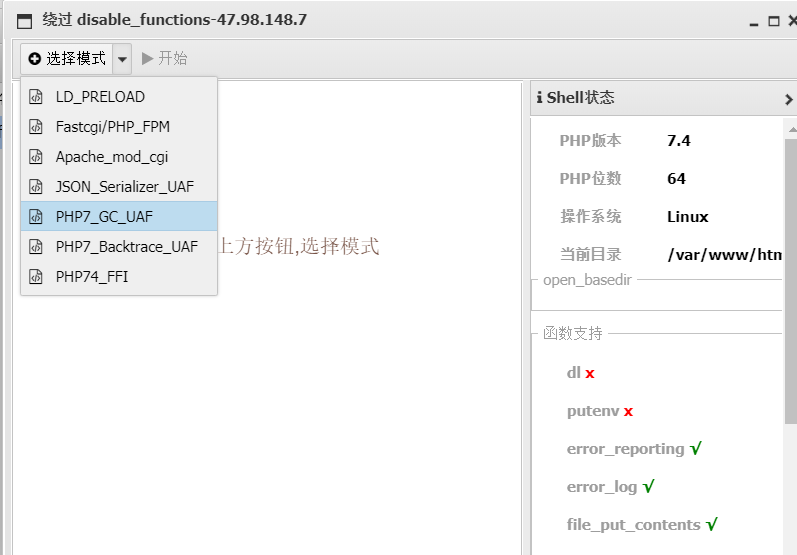 绕过 disable_functions-47.98.148.7
选择模式
开始
LD_PRELOAD
Fastcgi/PHP_FPM
Apache_mod_cgi
JSON_Serializer_UAF
PHP7_GC_UAF
PHP7_Backtrace_UAF
PHP74_FFI
上方按钮,选择模式
Shell状态
PHP版本 7.4
PHP位数 64
操作系统 Linux
当前目录 /var/www/htm
open_basedir
函数支持
dl x
putenv x
error_reporting √
error_log √
file_put_contents √